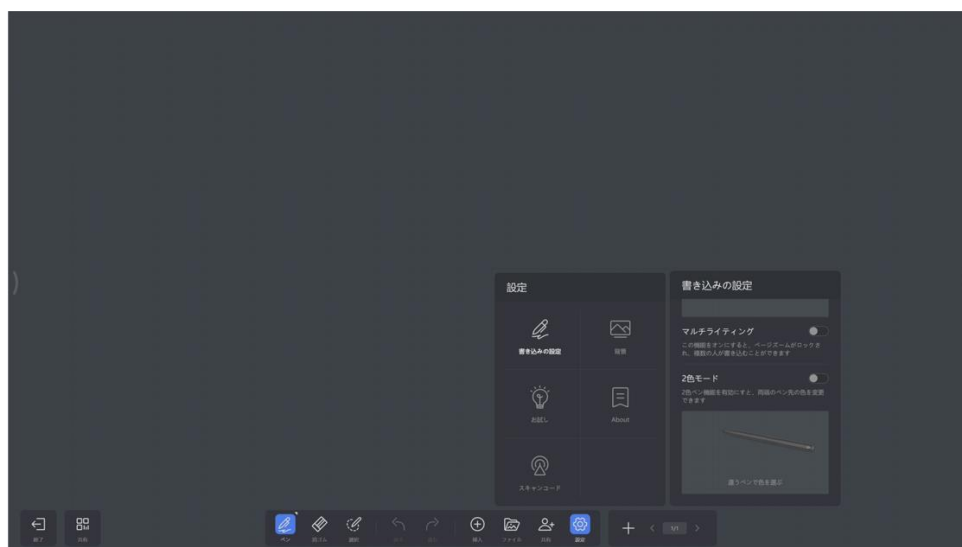 設定
書き込みの設定
背景
お試し
About
スキャンコード
書き込みの設定
マルチライティング
この機能をオンにすると、ページズームがロックさ
れ、複数の人が書き込むことができます
2色モード
2色ペン機能を有効にすと、両端のペン先の色を変更
できます
違うペンで色を選ぶ
終了
共有
ペン
消ゴム
選択
挿入
ファイル
共有
設定
1/1